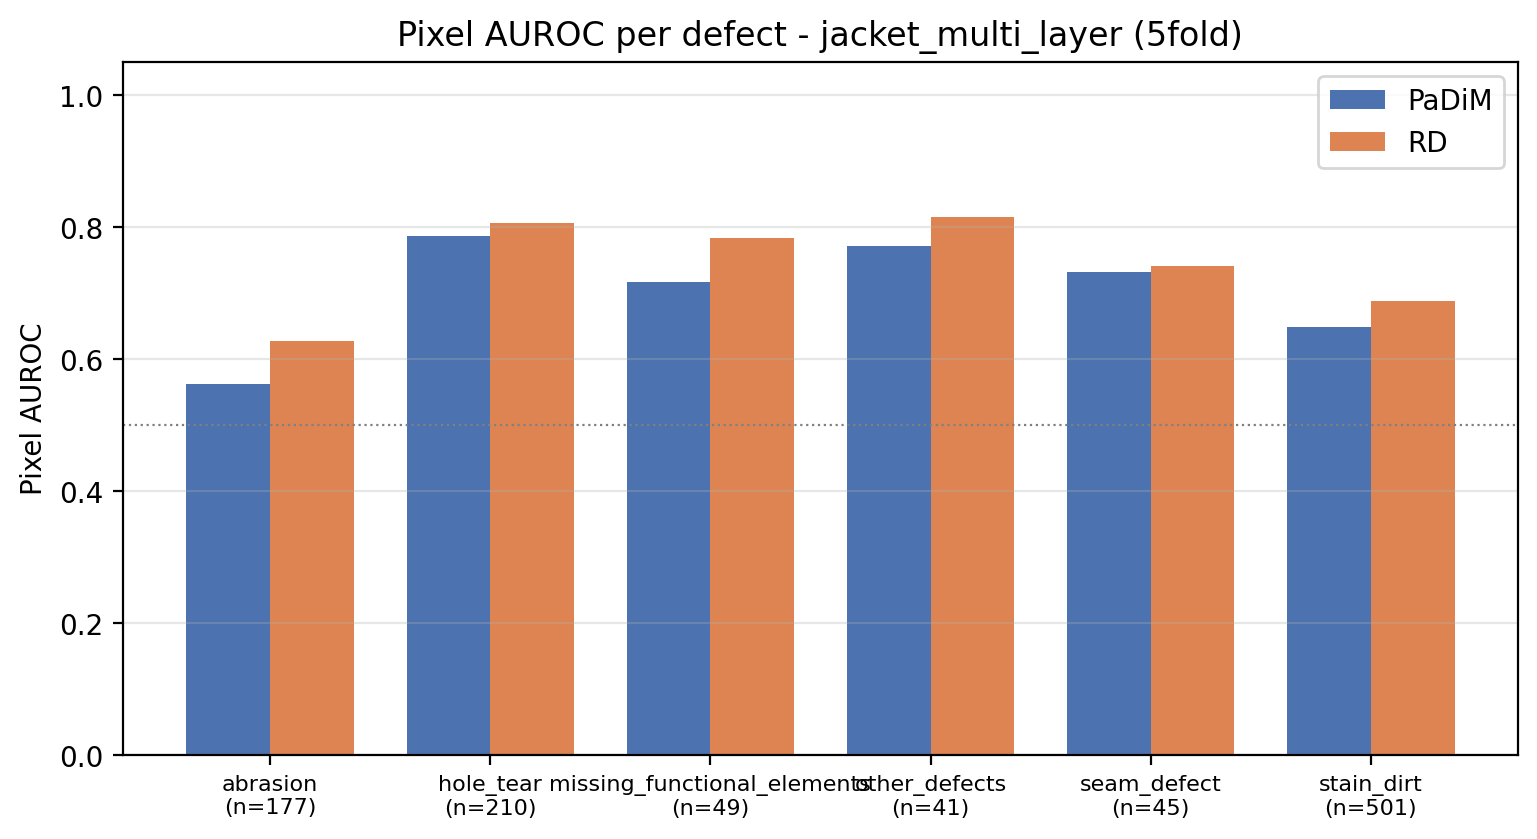 Pixel AUROC per defect - jacket_multi_layer (5fold)
PaDiM
RD
Pixel AUROC
1.0
0.8
0.6
0.4
0.2
0.0
abrasion
(n=177)
hole_tear
(n=210)
missing_functional_elements
(n=49)
other_defects
(n=41)
seam_defect
(n=45)
stain_dirt
(n=501)